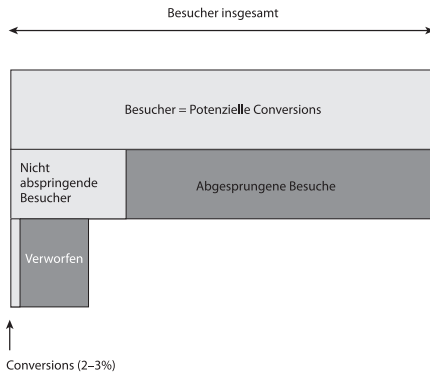 Besucher insgesamt
Besucher = Potenzielle Conversions
Nicht
abspringende
Besucher
Abgesprungene Besuche
Verworfen
Conversions (2–3%)